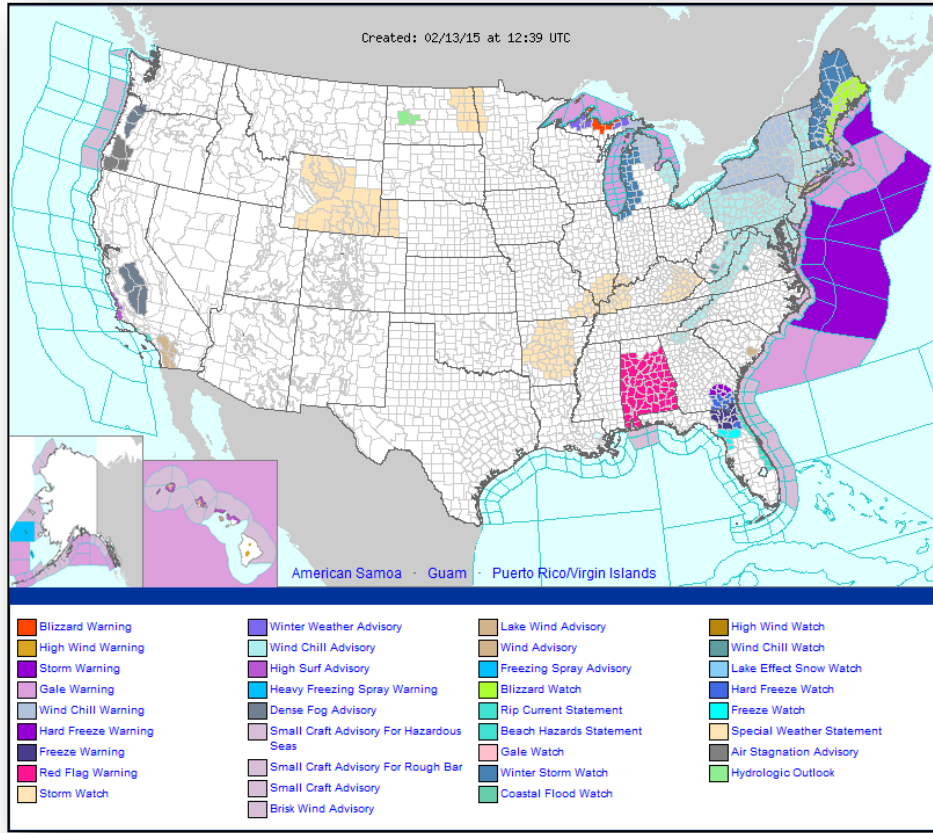 Created: 02/13/15 at 12:39 UTC
American Samoa · Guam · Puerto Rico/Virgin Islands
Blizzard Warning
High Wind Warning
Storm Warning
Gale Warning
Wind Chill Warning
Hard Freeze Warning
Freeze Warning
Red Flag Warning
Storm Watch
Winter Weather Advisory
Wind Chill Advisory
High Surf Advisory
Heavy Freezing Spray Warning
Dense Fog Advisory
Small Craft Advisory For Hazardous
Seas
Small Craft Advisory For Rough Bar
Small Craft Advisory
Brisk Wind Advisory
Lake Wind Advisory
Wind Advisory
Freezing Spray Advisory
Blizzard Watch
Rip Current Statement
Beach Hazards Statement
Gale Watch
Winter Storm Watch
Coastal Flood Watch
High Wind Watch
Wind Chill Watch
Lake Effect Snow Watch
Hard Freeze Watch
Freeze Watch
Special Weather Statement
Air Stagnation Advisory
Hydrologic Outlook